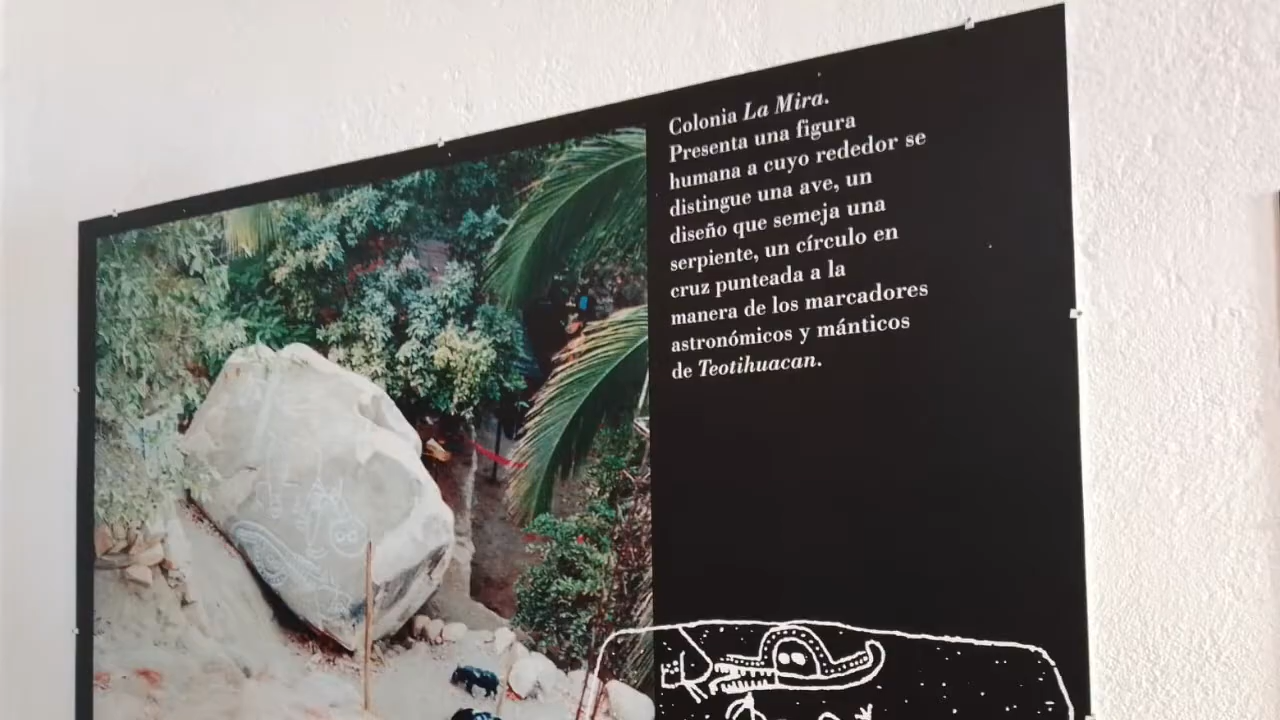 Colonia La Mira.
Presenta una figura
humana a cuyo rededor se
distingue una ave, un
diseño que semeja una
serpiente, un círculo en
cruz punteada a la
manera de los marcadores
astronómicos y mánticos
de Teotihuacan.